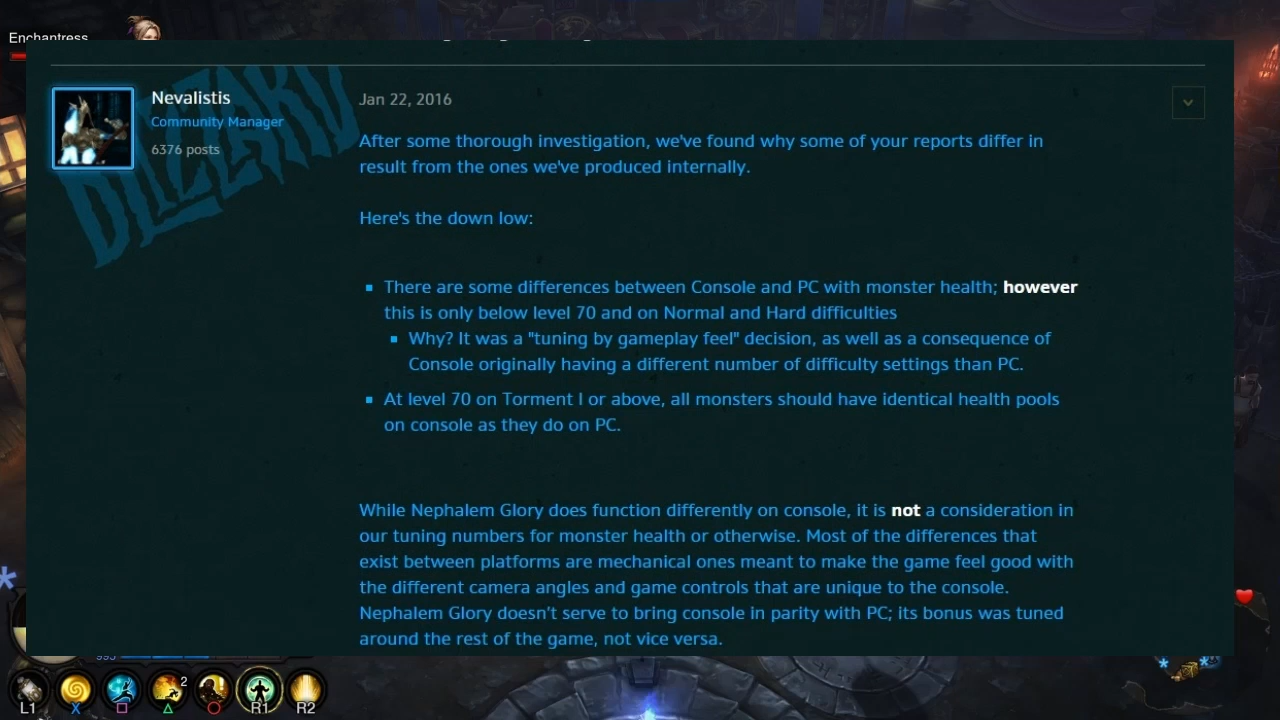 Enchantress
Nevalistis
Community Manager
6376 posts
BLIZZARD
Jan 22, 2016
After some thorough investigation, we've found why some of your reports differ in
result from the ones we've produced internally.
Here's the down low:
There are some differences between Console and PC with monster health; however
this is only below level 70 and on Normal and Hard difficulties
Why? It was a "tuning by gameplay feel" decision, as well as a consequence of
Console originally having a different number of difficulty settings than PC.
At level 70 on Torment I or above, all monsters should have identical health pools
on console as they do on PC.
While Nephalem Glory does function differently on console, it is not a consideration in
our tuning numbers for monster health or otherwise. Most of the differences that
exist between platforms are mechanical ones meant to make the game feel good with
the different camera angles and game controls that are unique to the console.
Nephalem Glory doesn't serve to bring console in parity with PC; its bonus was tuned
around the rest of the game, not vice versa.
2
L1 X R1 R2